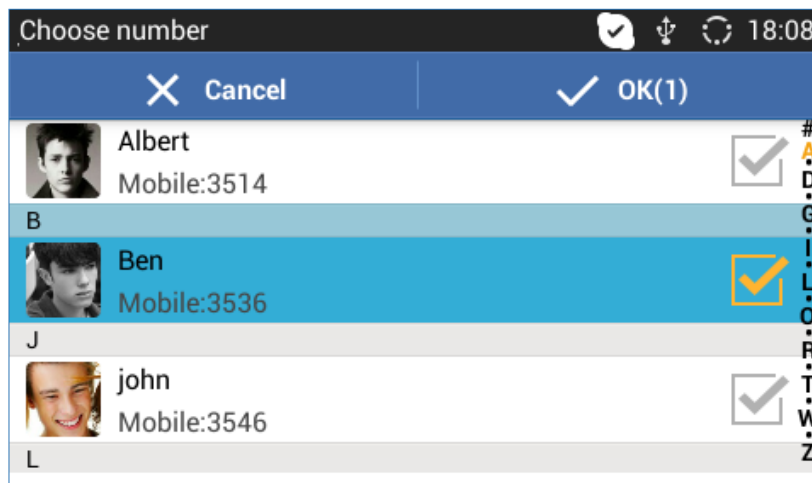 Choose number
18:08
Cancel
OK(1)
Albert
Mobile:3514
B
Ben
Mobile:3536
J
john
Mobile:3546
L
#
A
D
G
I
L
O
R
T
W
Z